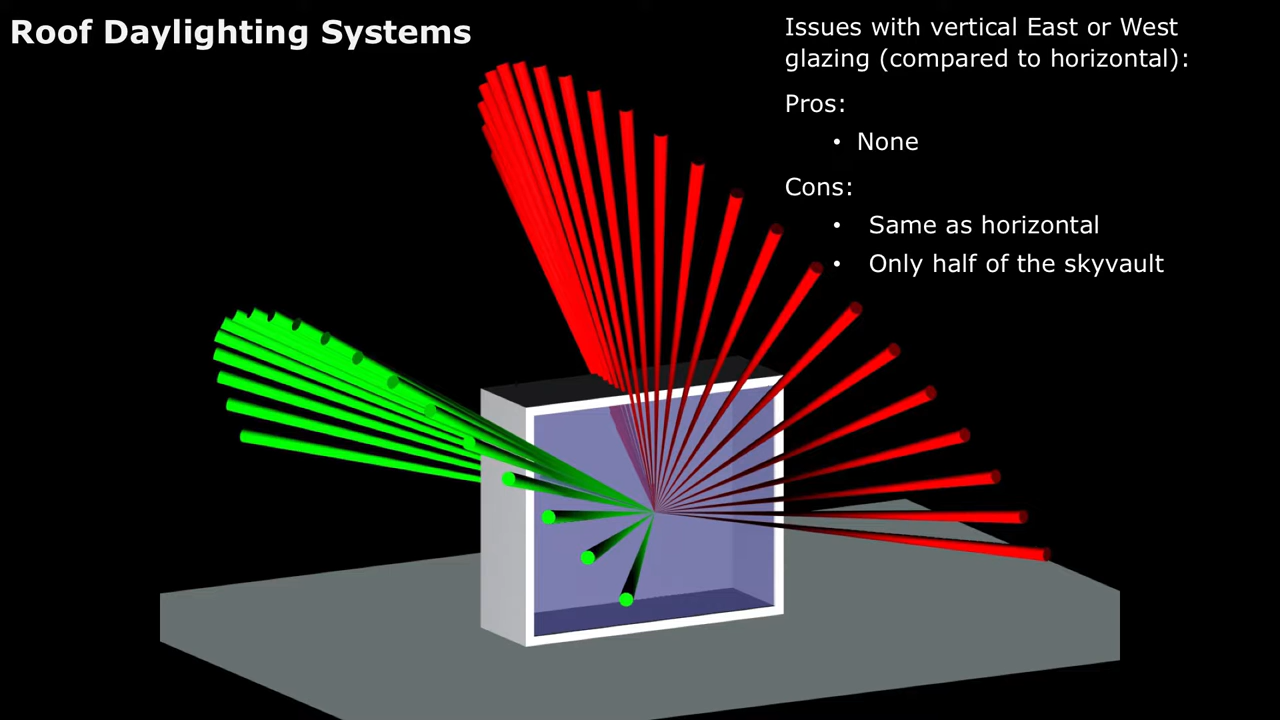 Roof Daylighting Systems
Issues with vertical East or West
glazing (compared to horizontal):
Pros:
• None
Cons:
• Same as horizontal
• Only half of the skyvault